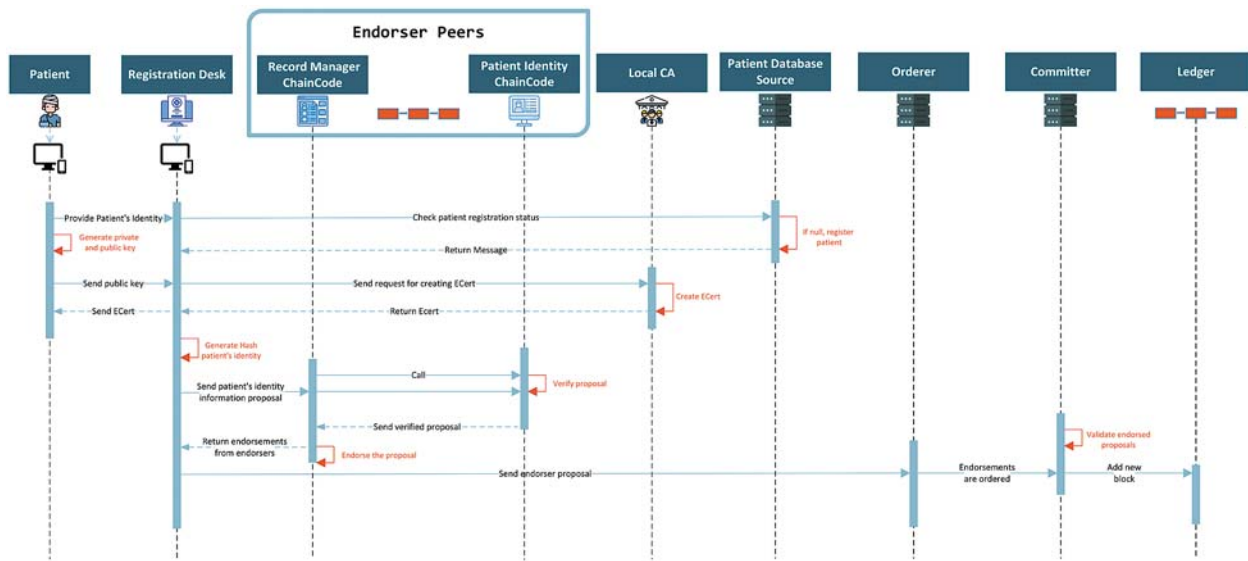 Endorser Peers
Patient
Registration Desk
Record Manager
ChainCode
Patient Identity
ChainCode
Local CA
Patient Database
Source
Orderer
Committer
Ledger
Provide Patient's Identity
Check patient registration status
Generate private
and public key
If null, register
patient
Return Message
Send public key
Send request for creating ECert
Create ECert
Send ECert
Return Ecert
Generate Hash
patient's identity
Call
Send patient's identity
information proposal
Verify proposal
Send verified proposal
Return endorsements
from endorsers
Endorse the proposal
Validate endorsed
proposals
Send endorser proposal
Endorsements
are ordered
Add new
block